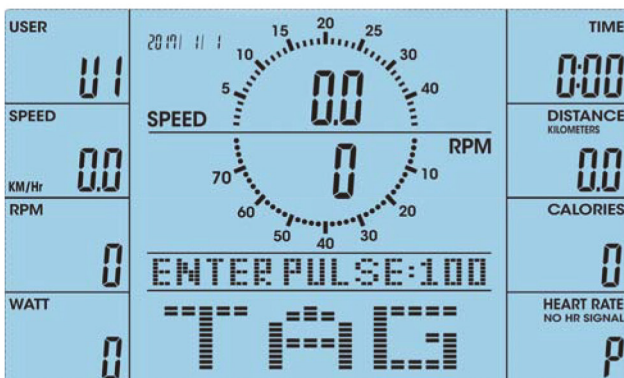 USER
U1
SPEED
KM/Hr 0.0
RPM
0
WATT
0
2017/ 1/ 1
5 10 15 20 25 30 40
0.0
SPEED
RPM
0
70 60 50 40 30 20 10
ENTER PULSE:100
TAG
TIME
0:00
DISTANCE
KILOMETERS
0.0
CALORIES
0
HEART RATE
NO HR SIGNAL
P